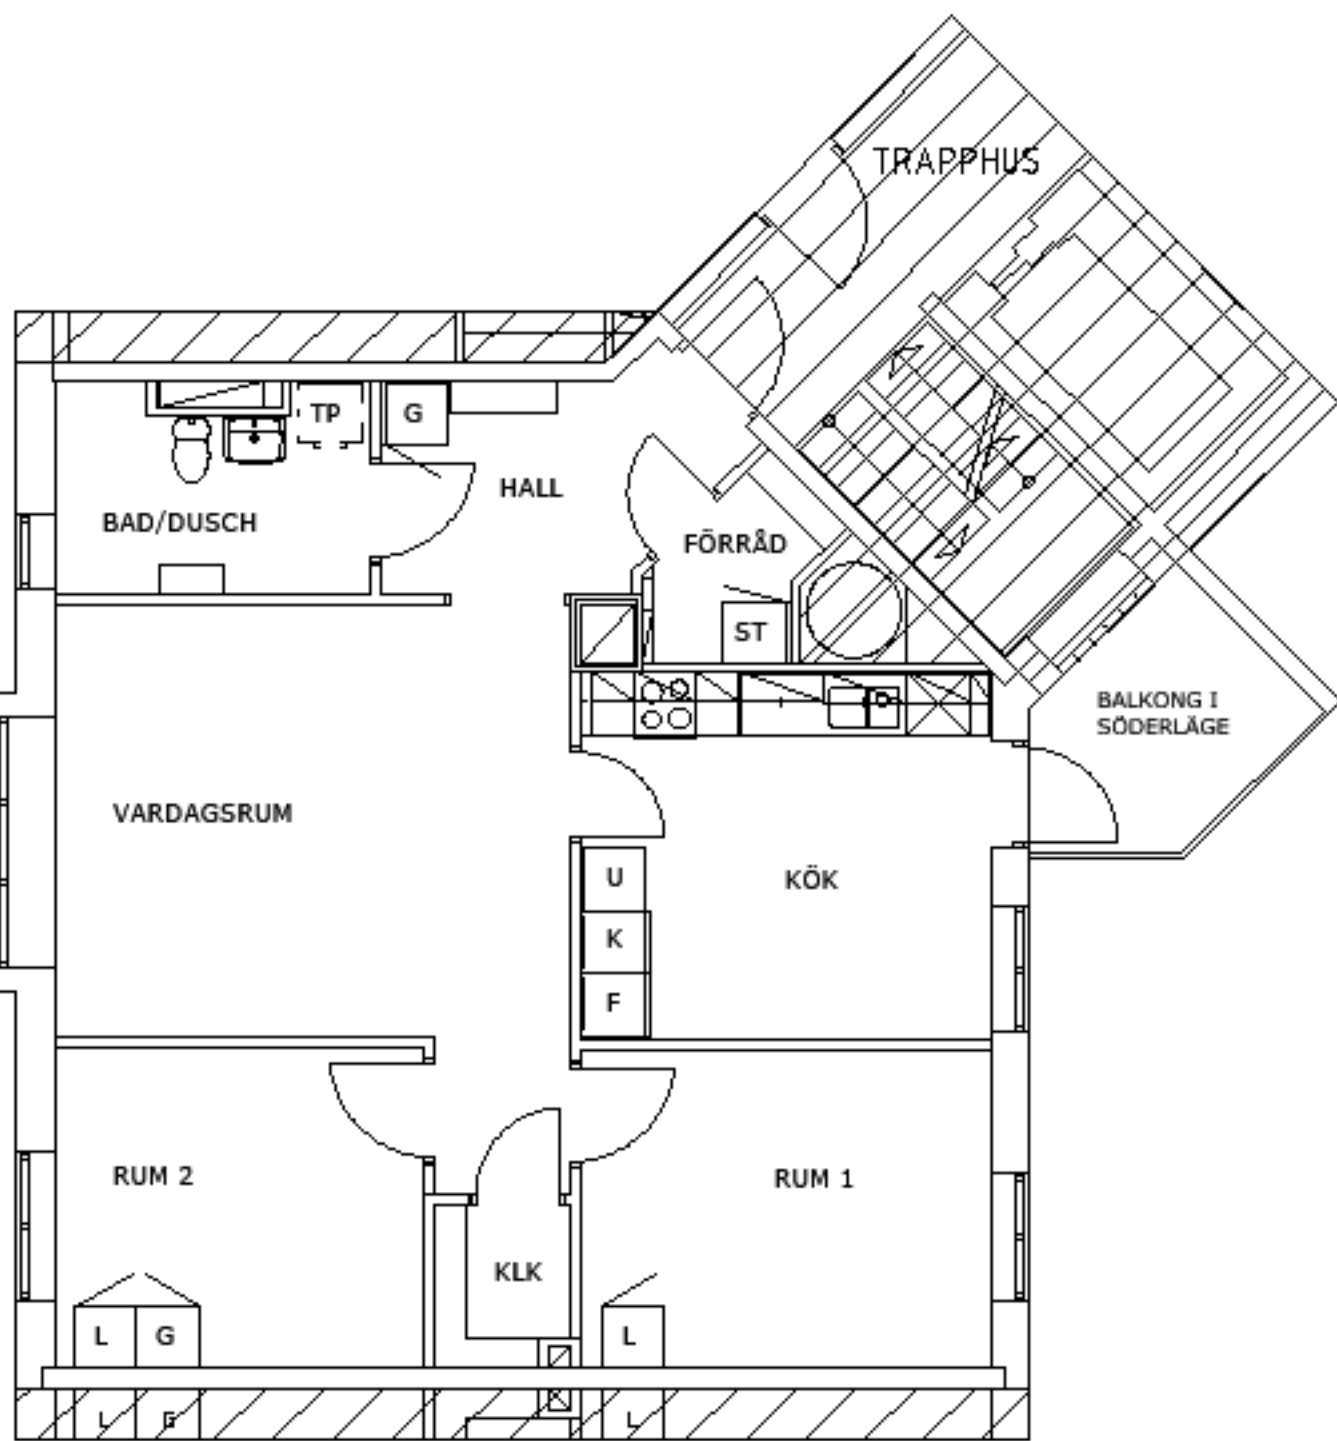 TRAPPHUS
TP
G
HALL
BAD/DUSCH
FÖRRÅD
ST
BALKONG I
SÖDERLÄGE
VARDAGSRUM
U
KÖK
K
F
RUM 2
RUM 1
KLK
L
G
L
L
G
L